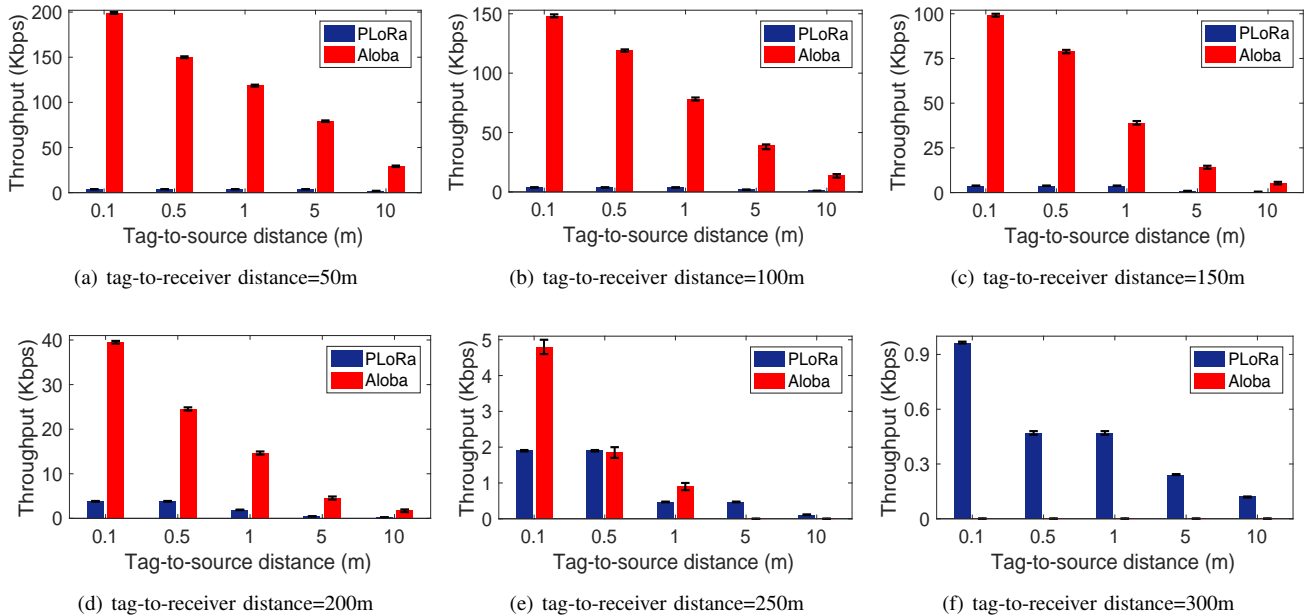 200
150
100
50
0
Throughput (Kbps)
PLoRa
Aloba
0.1 0.5 1 5 10
Tag-to-source distance (m)
(a) tag-to-receiver distance=50m
150
100
50
0
Throughput (Kbps)
PLoRa
Aloba
0.1 0.5 1 5 10
Tag-to-source distance (m)
(b) tag-to-receiver distance=100m
100
75
50
25
0
Throughput (Kbps)
PLoRa
Aloba
0.1 0.5 1 5 10
Tag-to-source distance (m)
(c) tag-to-receiver distance=150m
40
30
20
10
0
Throughput (Kbps)
PLoRa
Aloba
0.1 0.5 1 5 10
Tag-to-source distance (m)
(d) tag-to-receiver distance=200m
5
4
3
2
1
0
Throughput (Kbps)
PLoRa
Aloba
0.1 0.5 1 5 10
Tag-to-source distance (m)
(e) tag-to-receiver distance=250m
0.9
0.6
0.3
0
Throughput (Kbps)
PLoRa
Aloba
0.1 0.5 1 5 10
Tag-to-source distance (m)
(f) tag-to-receiver distance=300m